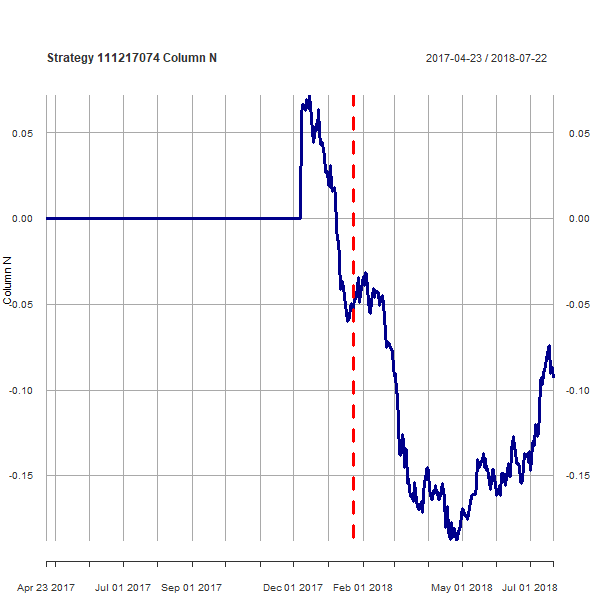 Strategy 111217074 Column N
2017-04-23 / 2018-07-22
0.05
0.00
-0.05
-0.10
-0.15
Column N
0.05
0.00
-0.05
-0.10
-0.15
Apr 23 2017
Jul 01 2017
Sep 01 2017
Dec 01 2017
Feb 01 2018
May 01 2018
Jul 01 2018